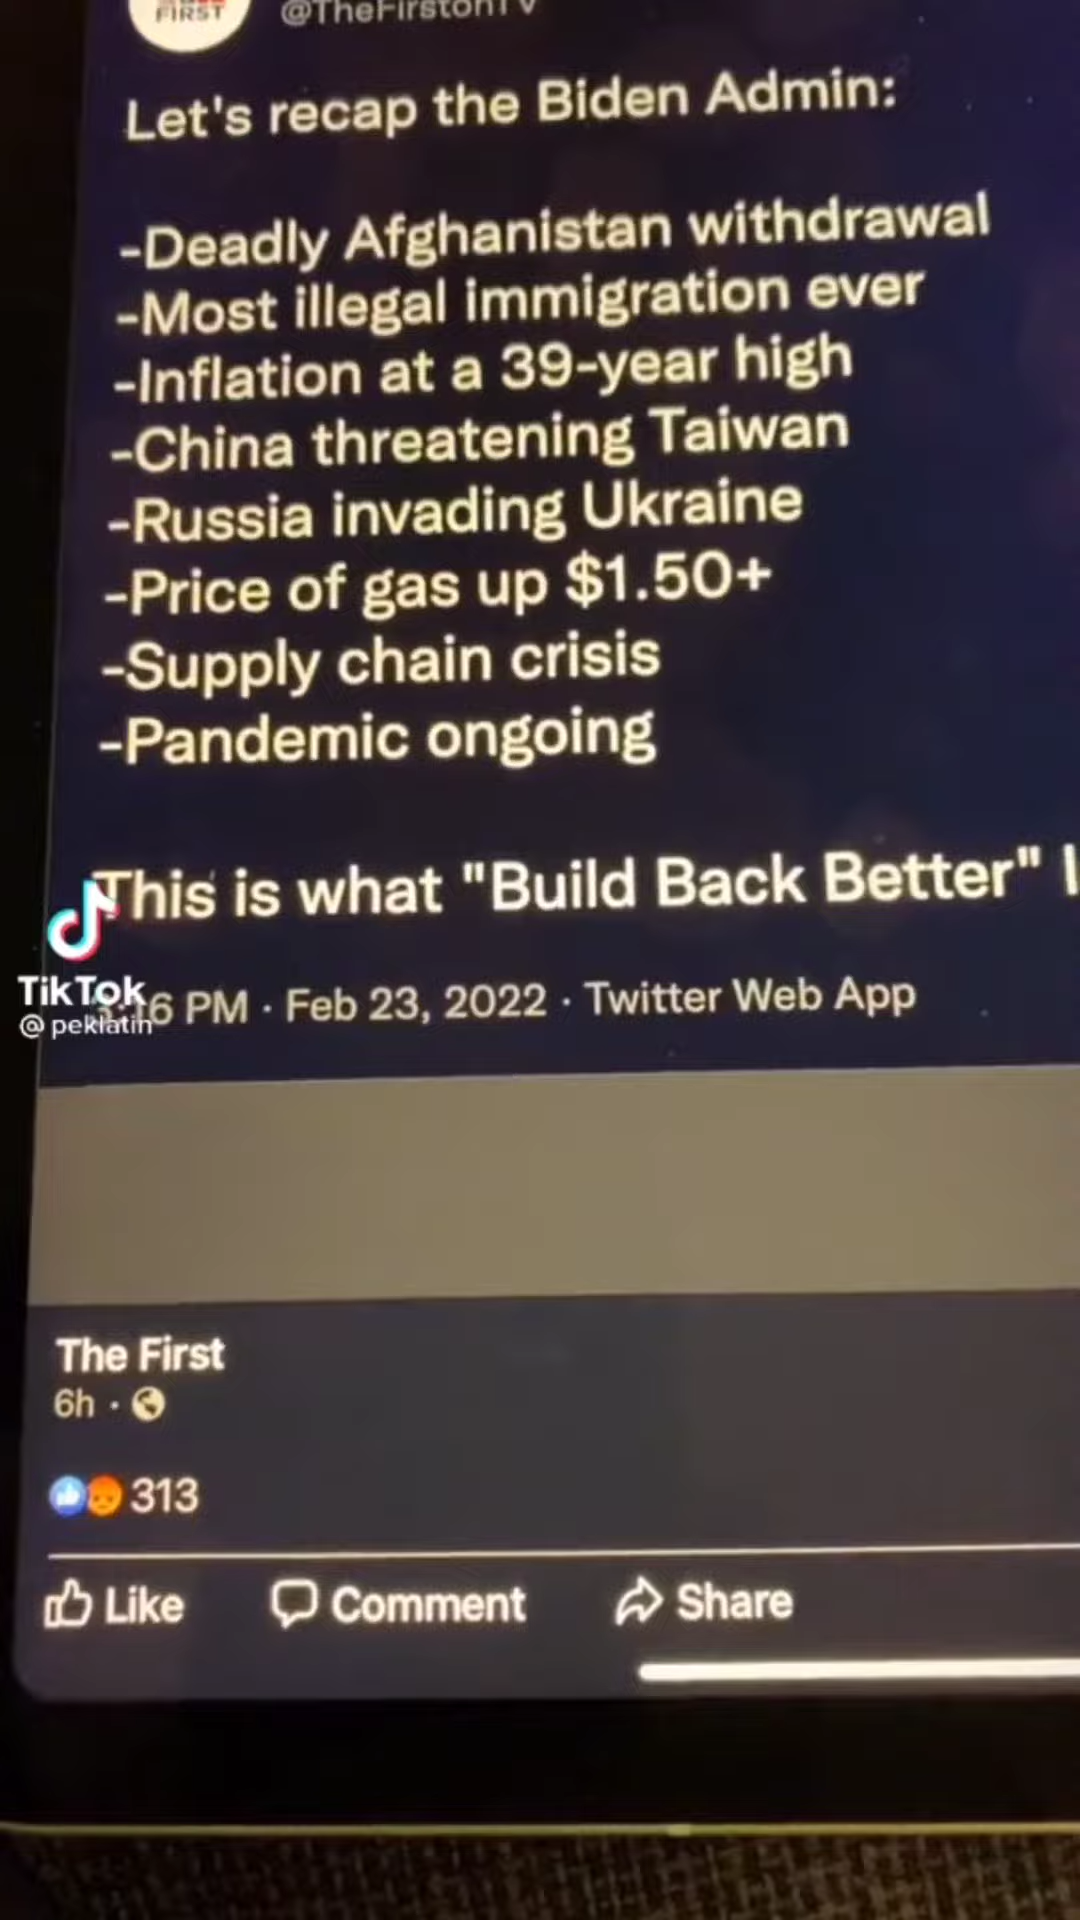 FIRST
@TheFirstonTV
Let's recap the Biden Admin:
-Deadly Afghanistan withdrawal
-Most illegal immigration ever
-Inflation at a 39-year high
-China threatening Taiwan
-Russia invading Ukraine
-Price of gas up $1.50+
-Supply chain crisis
-Pandemic ongoing
This is what "Build Back Better"
TikTok
@peklatin
PM · Feb 23, 2022 · Twitter Web App
The First
6h ·
313
Like Comment Share